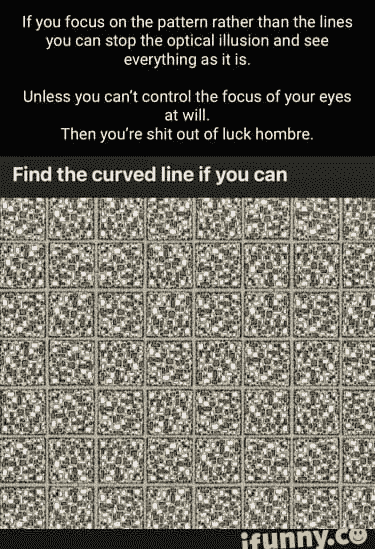 If you focus on the pattern rather than the lines
you can stop the optical illusion and see
everything as it is.
Unless you can't control the focus of your eyes
at will.
Then you're shit out of luck hombre.
Find the curved line if you can
ifunny.co